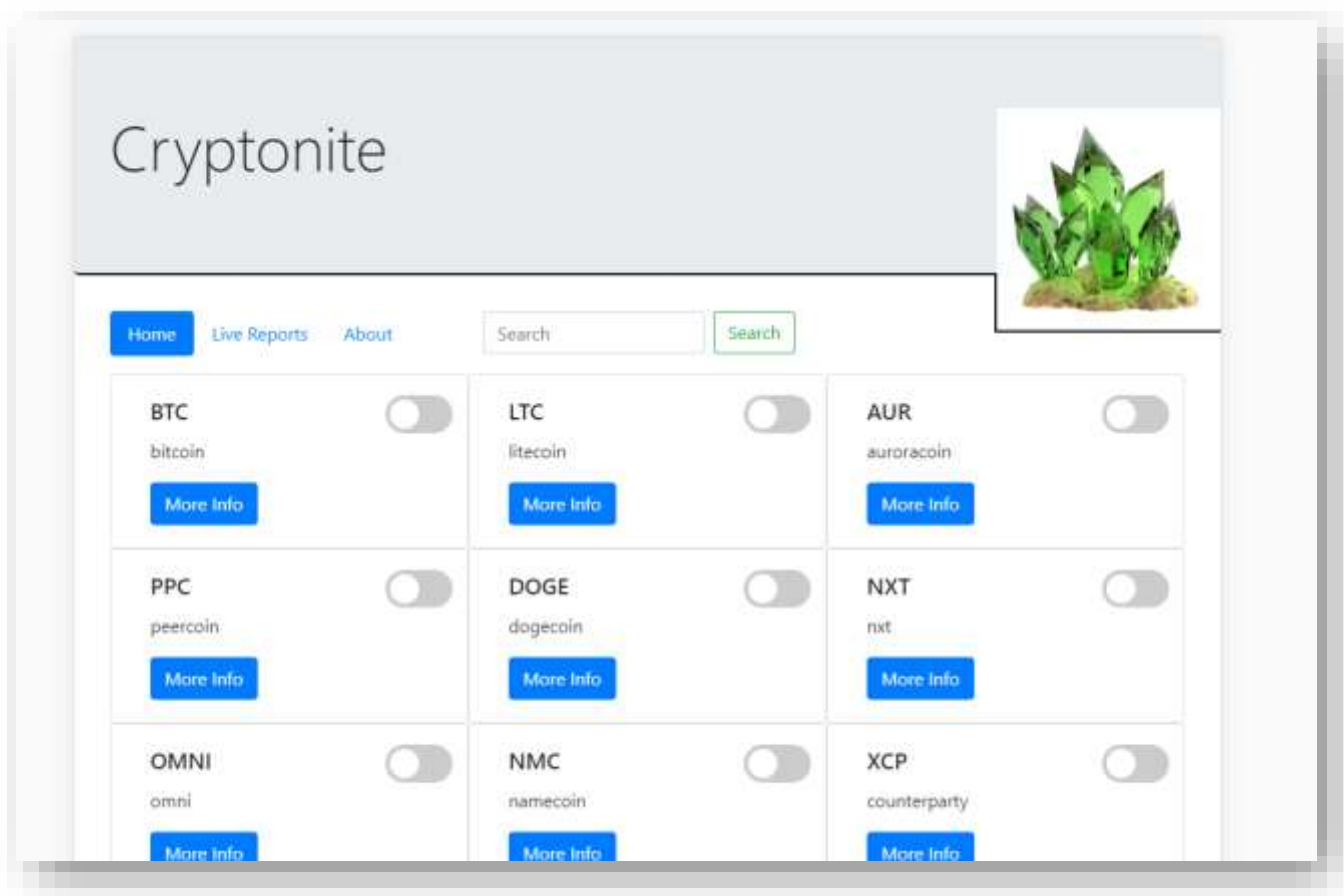 Cryptonite
Home Live Reports About Search Search
BTC LTC AUR
bitcoin litecoin auroracoin
More Info More Info More Info
PPC DOGE NXT
peercoin dogecoin nxt
More Info More Info More Info
OMNI NMC XCP
omni namecoin counterparty
More Info More Info More Info